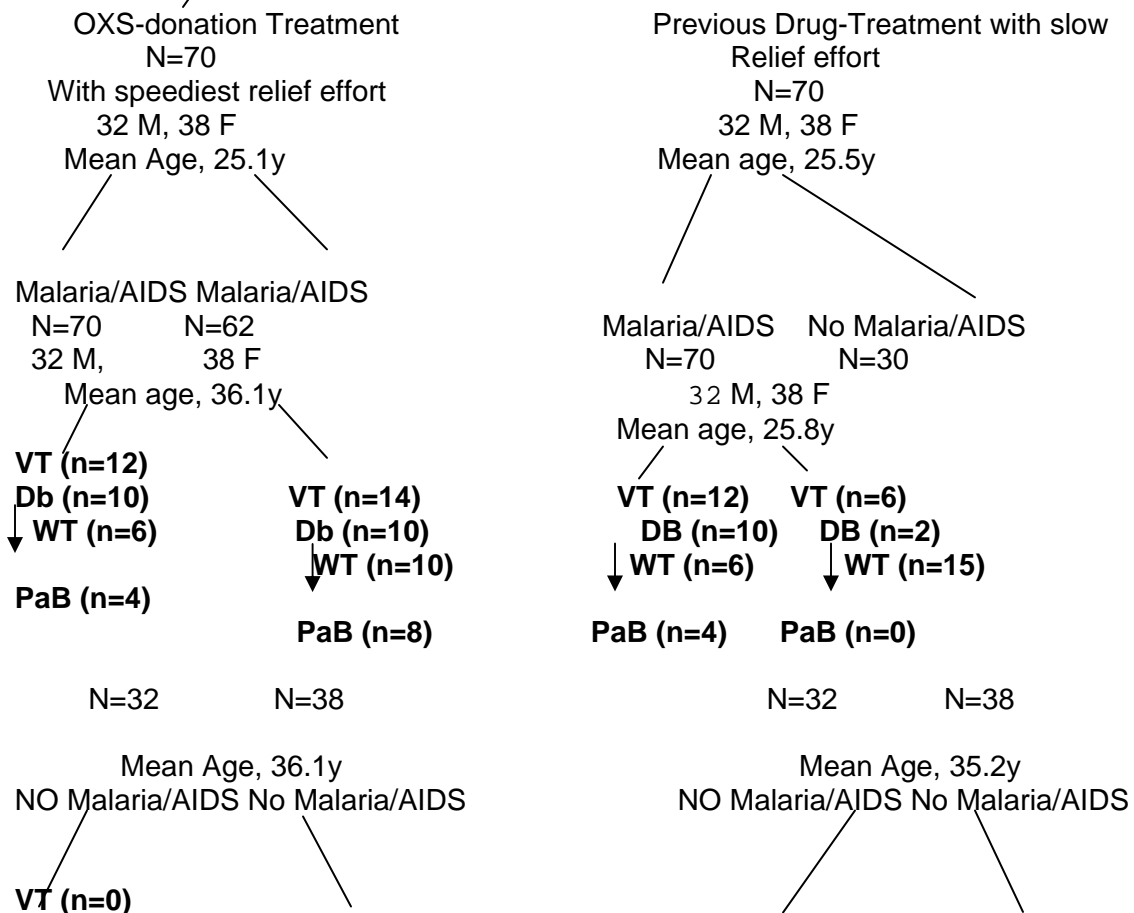 OXS-donation Treatment
N=70
With speediest relief effort
32 M, 38 F
Mean Age, 25.1y
Previous Drug-Treatment with slow
Relief effort
N=70
32 M, 38 F
Mean age, 25.5y
Malaria/AIDS Malaria/AIDS
N=70 N=62
32 M, 38 F
Mean age, 36.1y
Malaria/AIDS No Malaria/AIDS
N=70 N=30
32 M, 38 F
Mean age, 25.8y
VT (n=12)
Db (n=10)
WT (n=6)
PaB (n=4)
VT (n=14)
Db (n=10)
WT (n=10)
PaB (n=8)
VT (n=12) VT (n=6)
DB (n=10) DB (n=2)
WT (n=6) WT (n=15)
PaB (n=4) PaB (n=0)
N=32 N=38
Mean Age, 36.1y
NO Malaria/AIDS No Malaria/AIDS
VT (n=0)
N=32 N=38
Mean Age, 35.2y
NO Malaria/AIDS No Malaria/AIDS